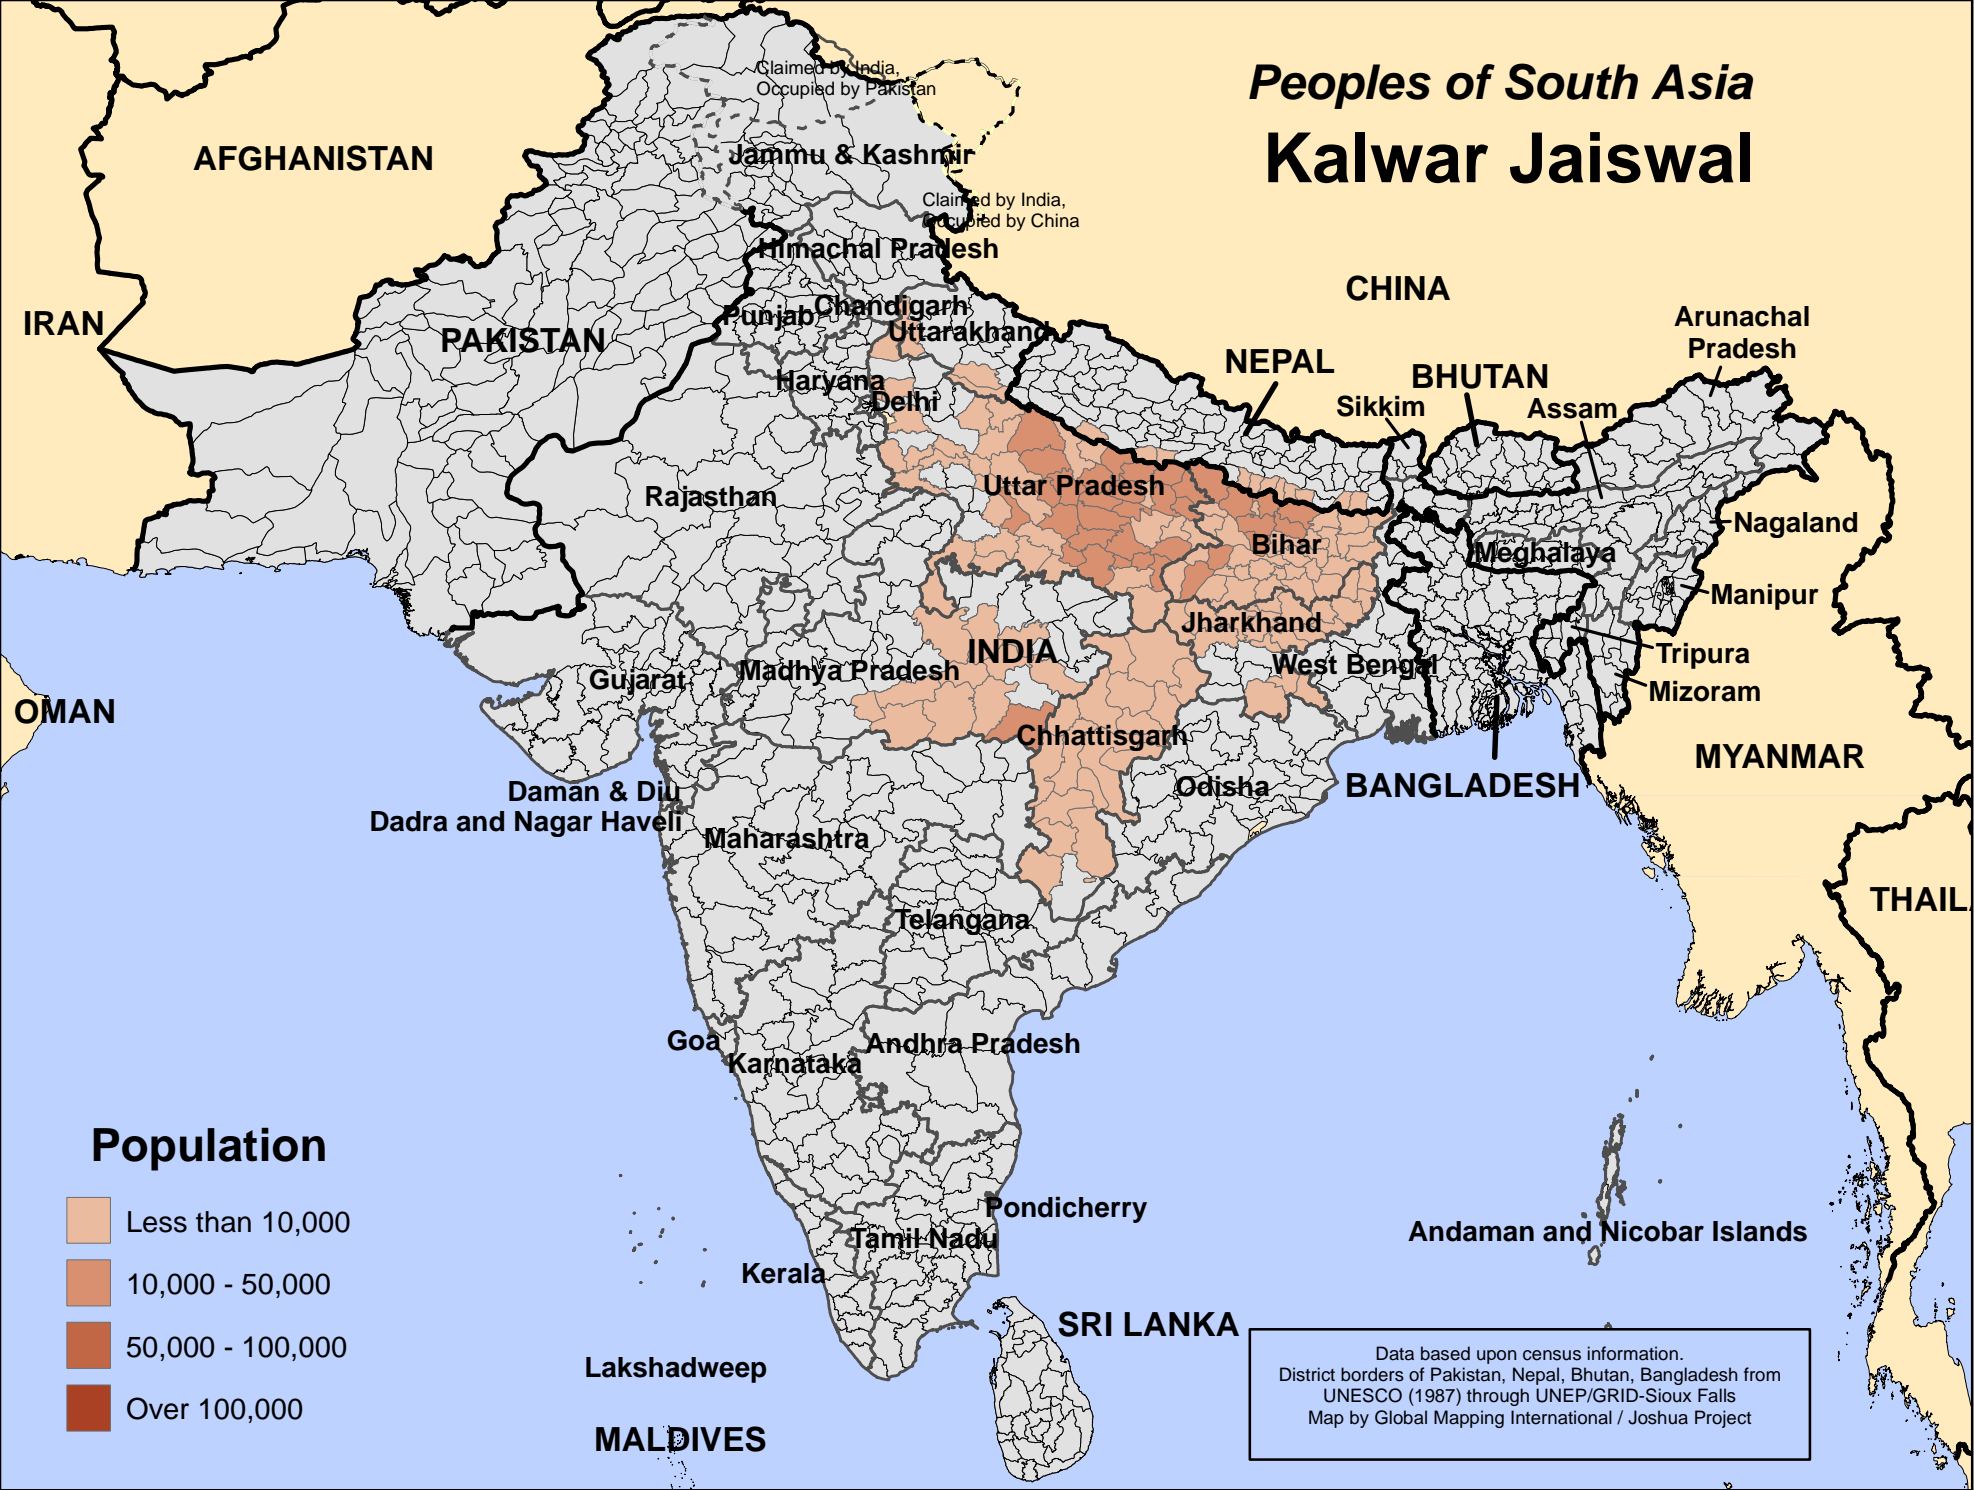 Peoples of South Asia
Kalwar Jaiswal
Claimed by India,
Occupied by Pakistan
AFGHANISTAN
Jammu & Kashmir
Claimed by India,
Occupied by China
Himachal Pradesh
CHINA
IRAN
PAKISTAN
Punjab
Chandigarh
Uttarakhand
Arunachal
Pradesh
NEPAL
BHUTAN
Haryana
Delhi
Sikkim
Assam
Rajasthan
Uttar Pradesh
Nagaland
Bihar
Meghalaya
Manipur
Jharkhand
INDIA
Tripura
West Bengal
Madhya Pradesh
Gujarat
Mizoram
OMAN
Chhattisgarh
MYANMAR
Odisha
BANGLADESH
Daman & Diu
Dadra and Nagar Haveli
Maharashtra
THAIL
Telangana
Goa
Karnataka
Andhra Pradesh
Pondicherry
Tamil Nadu
Andaman and Nicobar Islands
Kerala
SRI LANKA
Lakshadweep
MALDIVES
Population
Less than 10,000
10,000 - 50,000
50,000 - 100,000
Over 100,000
Data based upon census information.
District borders of Pakistan, Nepal, Bhutan, Bangladesh from
UNESCO (1987) through UNEP/GRID-Sioux Falls
Map by Global Mapping International / Joshua Project